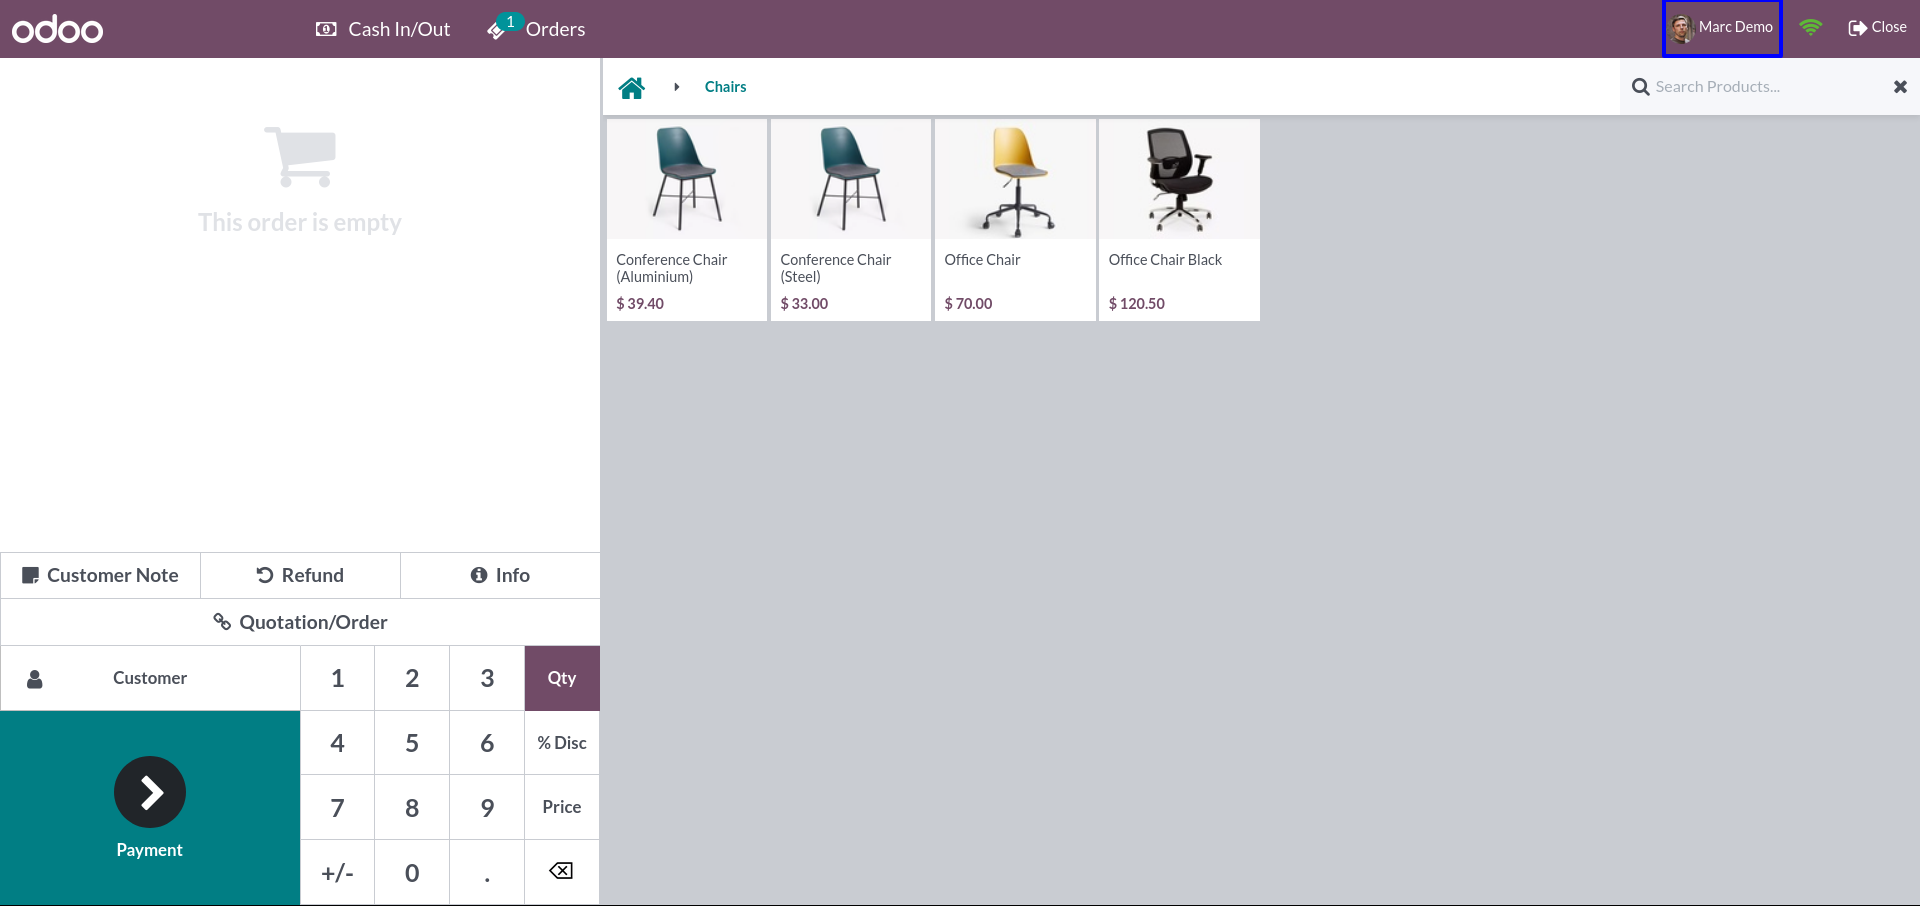 odoo
Cash In/Out
1
Orders
Marc Demo
Close
This order is empty
Chairs
Search Products...
Conference Chair
(Aluminium)
$ 39.40
Conference Chair
(Steel)
$ 33.00
Office Chair
$ 70.00
Office Chair Black
$ 120.50
Customer Note
Refund
Info
Quotation/Order
Customer
1
2
3
Qty
4
5
6
% Disc
7
8
9
Price
Payment
+/-
0
.